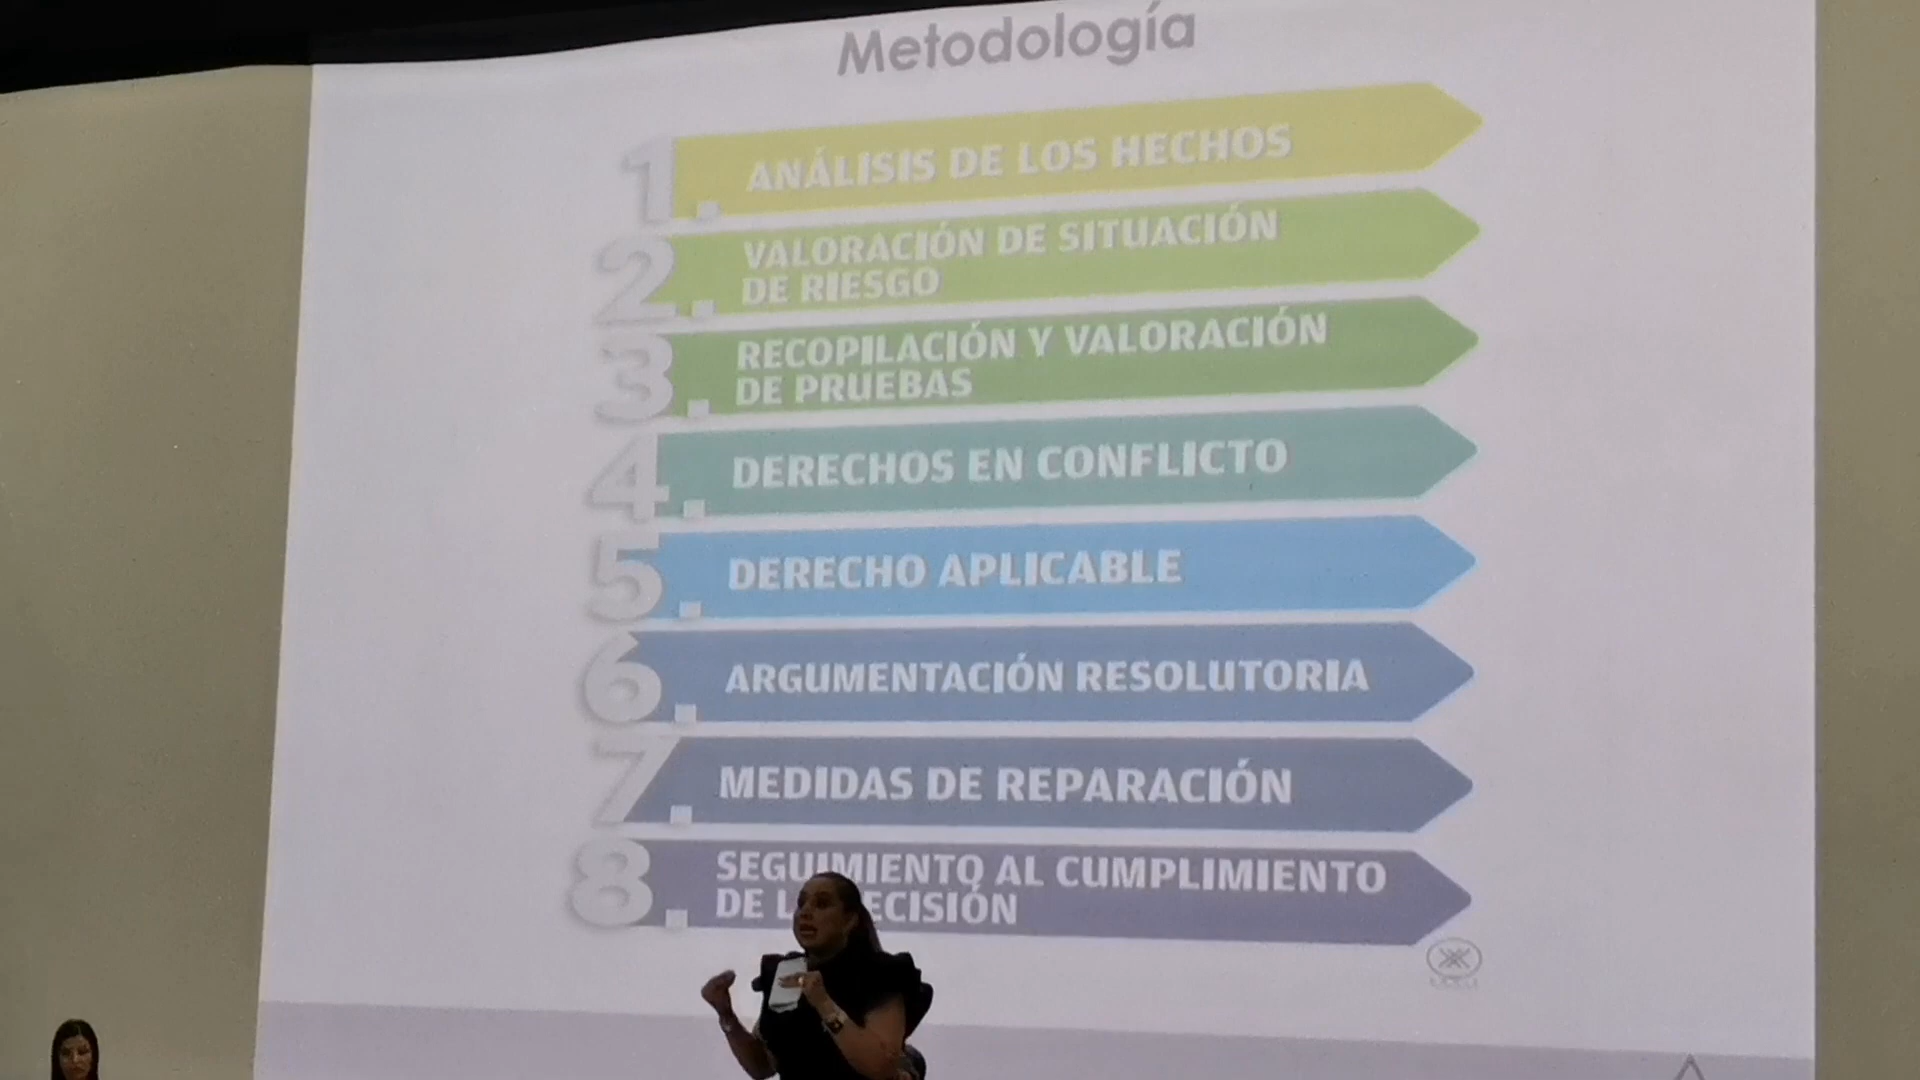 Metodología
1. ANÁLISIS DE LOS HECHOS
2. VALORACIÓN DE SITUACIÓN
DE RIESGO
3. RECOPILACIÓN Y VALORACIÓN
DE PRUEBAS
4. DERECHOS EN CONFLICTO
5. DERECHO APLICABLE
6. ARGUMENTACIÓN RESOLUTORIA
7. MEDIDAS DE REPARACIÓN
8. SEGUIMIENTO AL CUMPLIMIENTO
DE